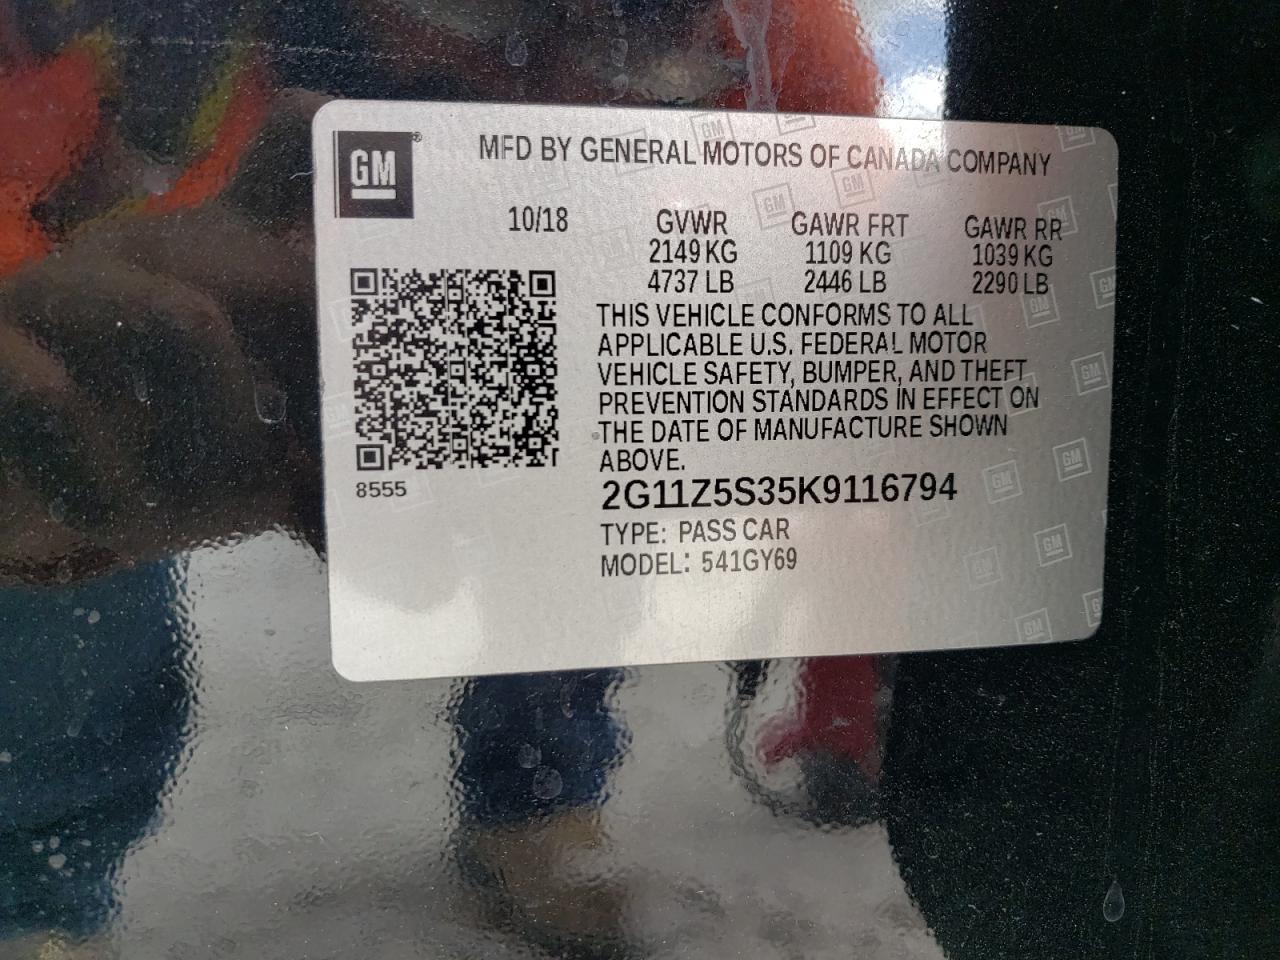 GM®
MFD BY GENERAL MOTORS OF CANADA COMPANY
10/18 GVWR GAWR FRT GAWR RR
2149 KG 1109 KG 1039 KG
4737 LB 2446 LB 2290 LB
THIS VEHICLE CONFORMS TO ALL
APPLICABLE U.S. FEDERAL MOTOR
VEHICLE SAFETY, BUMPER, AND THEFT
PREVENTION STANDARDS IN EFFECT ON
THE DATE OF MANUFACTURE SHOWN
ABOVE.
8555
2G11Z5S35K9116794
TYPE: PASS CAR
MODEL: 541GY69